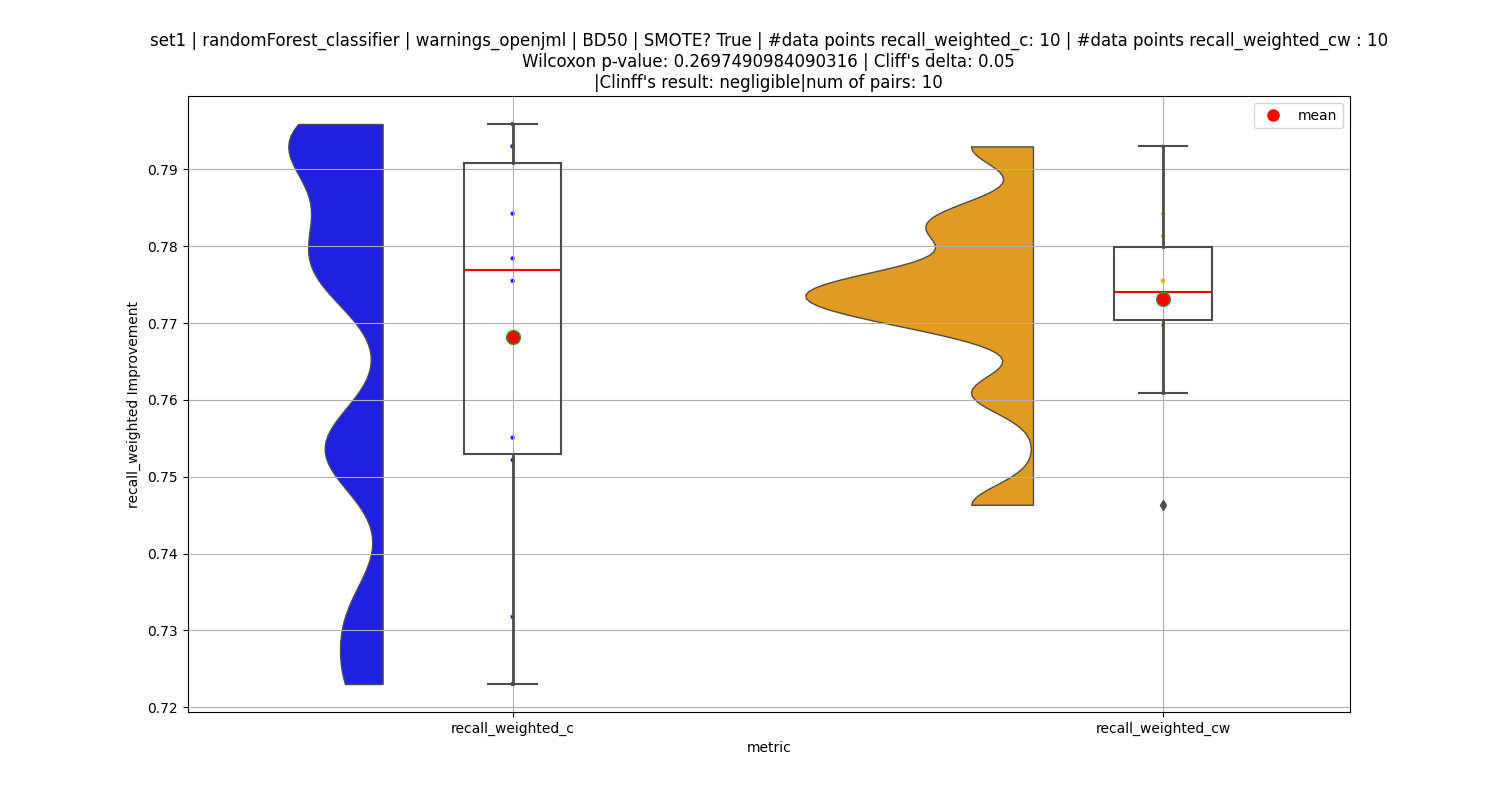 set1 | randomForest_classifier | warnings_openjml | BD50 | SMOTE? True | #data points recall_weighted_c: 10 | #data points recall_weighted_cw : 10
Wilcoxon p-value: 0.2697490984090316 | Cliff's delta: 0.05
|Clinff's result: negligible|num of pairs: 10
mean
0.79
0.78
0.77
0.76
0.75
0.74
0.73
0.72
recall_weighted Improvement
recall_weighted_c
recall_weighted_cw
metric